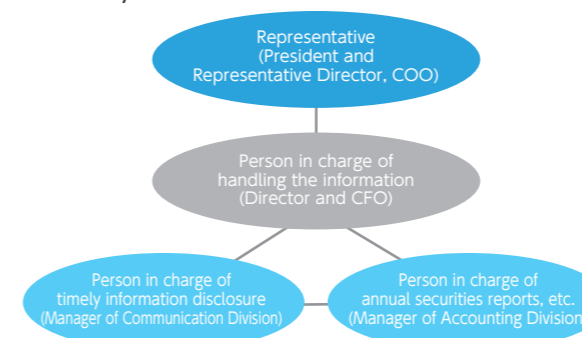 Representative
(President and
Representative Director, COO)
Person in charge of
handling the information
(Director and CFO)
Person in charge of
timely information disclosure
(Manager of Communication Division)
Person in charge of
annual securities reports, etc.
(Manager of Accounting Division